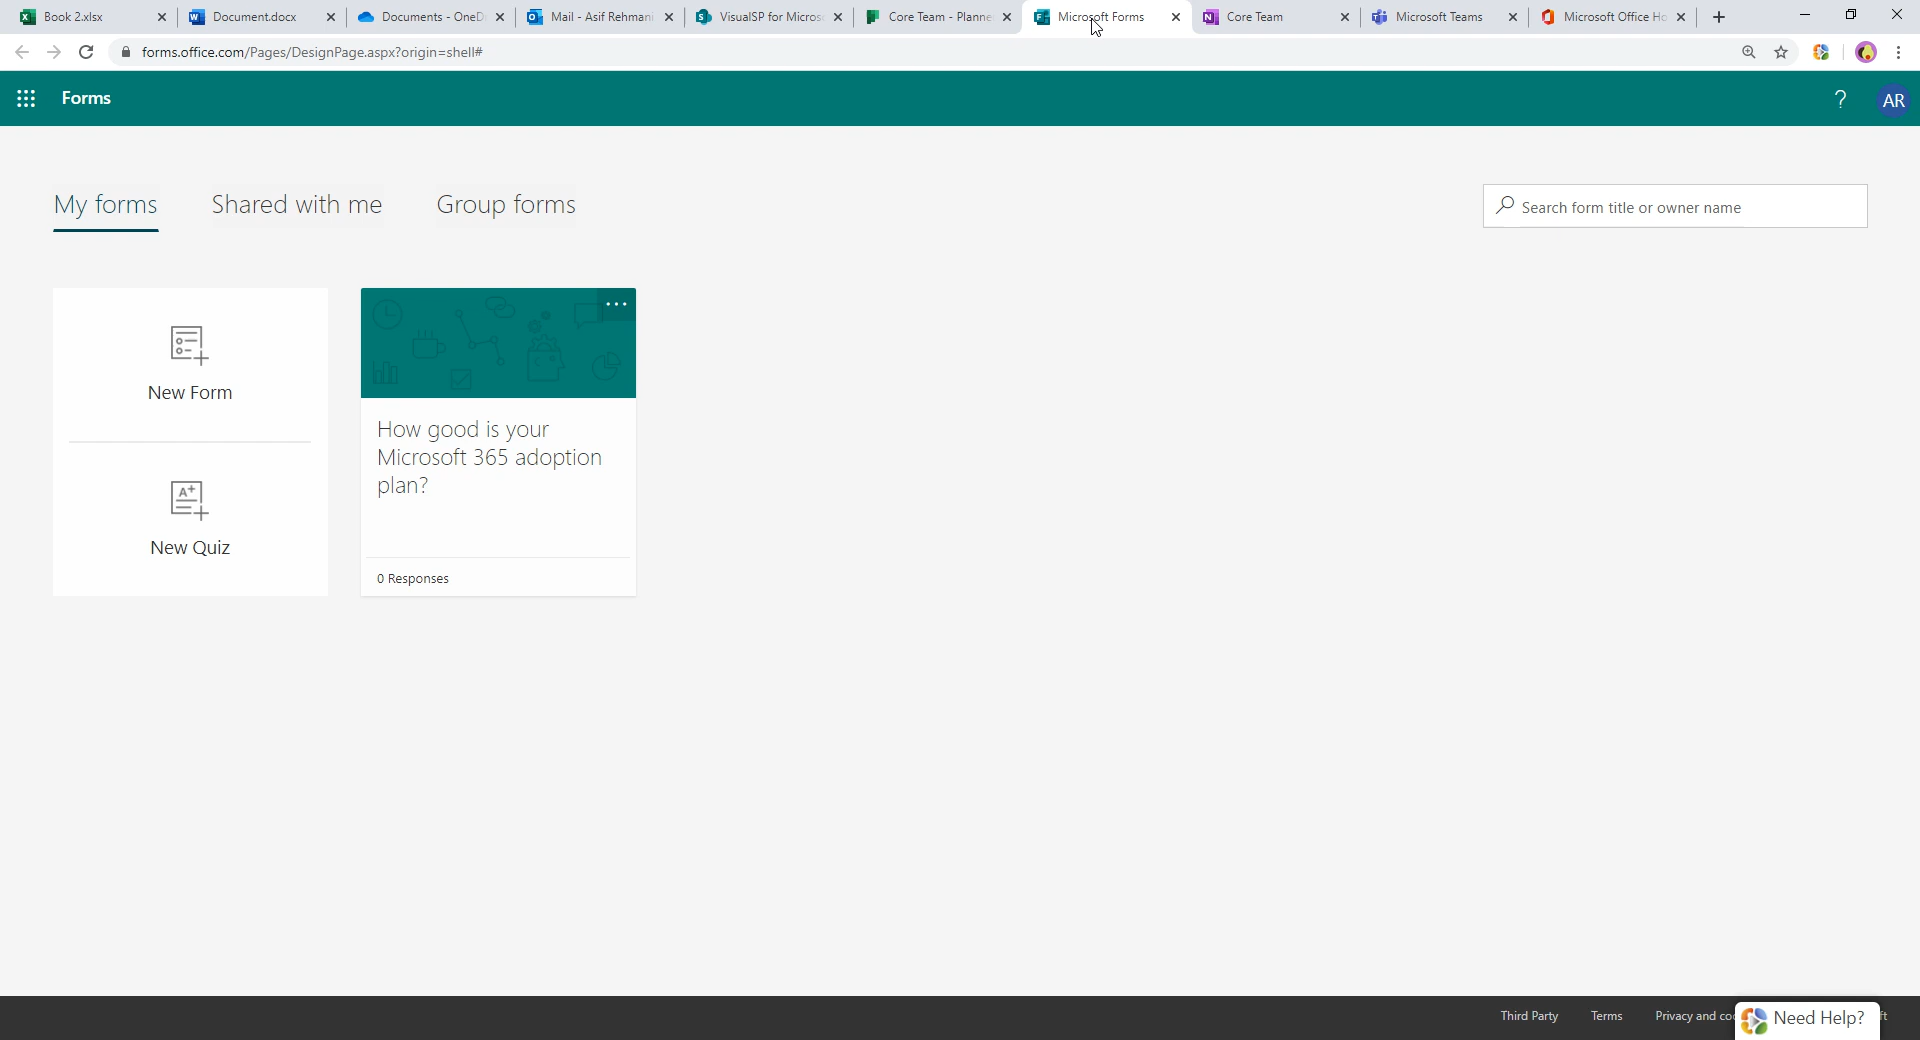 Book 2.xlsx
Document.docx
Documents - OneD
Mail - Asif Rehmani
VisualSP for Micros
Core Team - Planne
Microsoft Forms
Core Team
Microsoft Teams
Microsoft Office Ho
forms.office.com/Pages/DesignPage.aspx?origin=shell#
Forms
?
AR
My forms
Shared with me
Group forms
Search form title or owner name
New Form
How good is your
Microsoft 365 adoption
plan?
A+
New Quiz
0 Responses
Third Party
Terms
Privacy and coo
Need Help?
ft